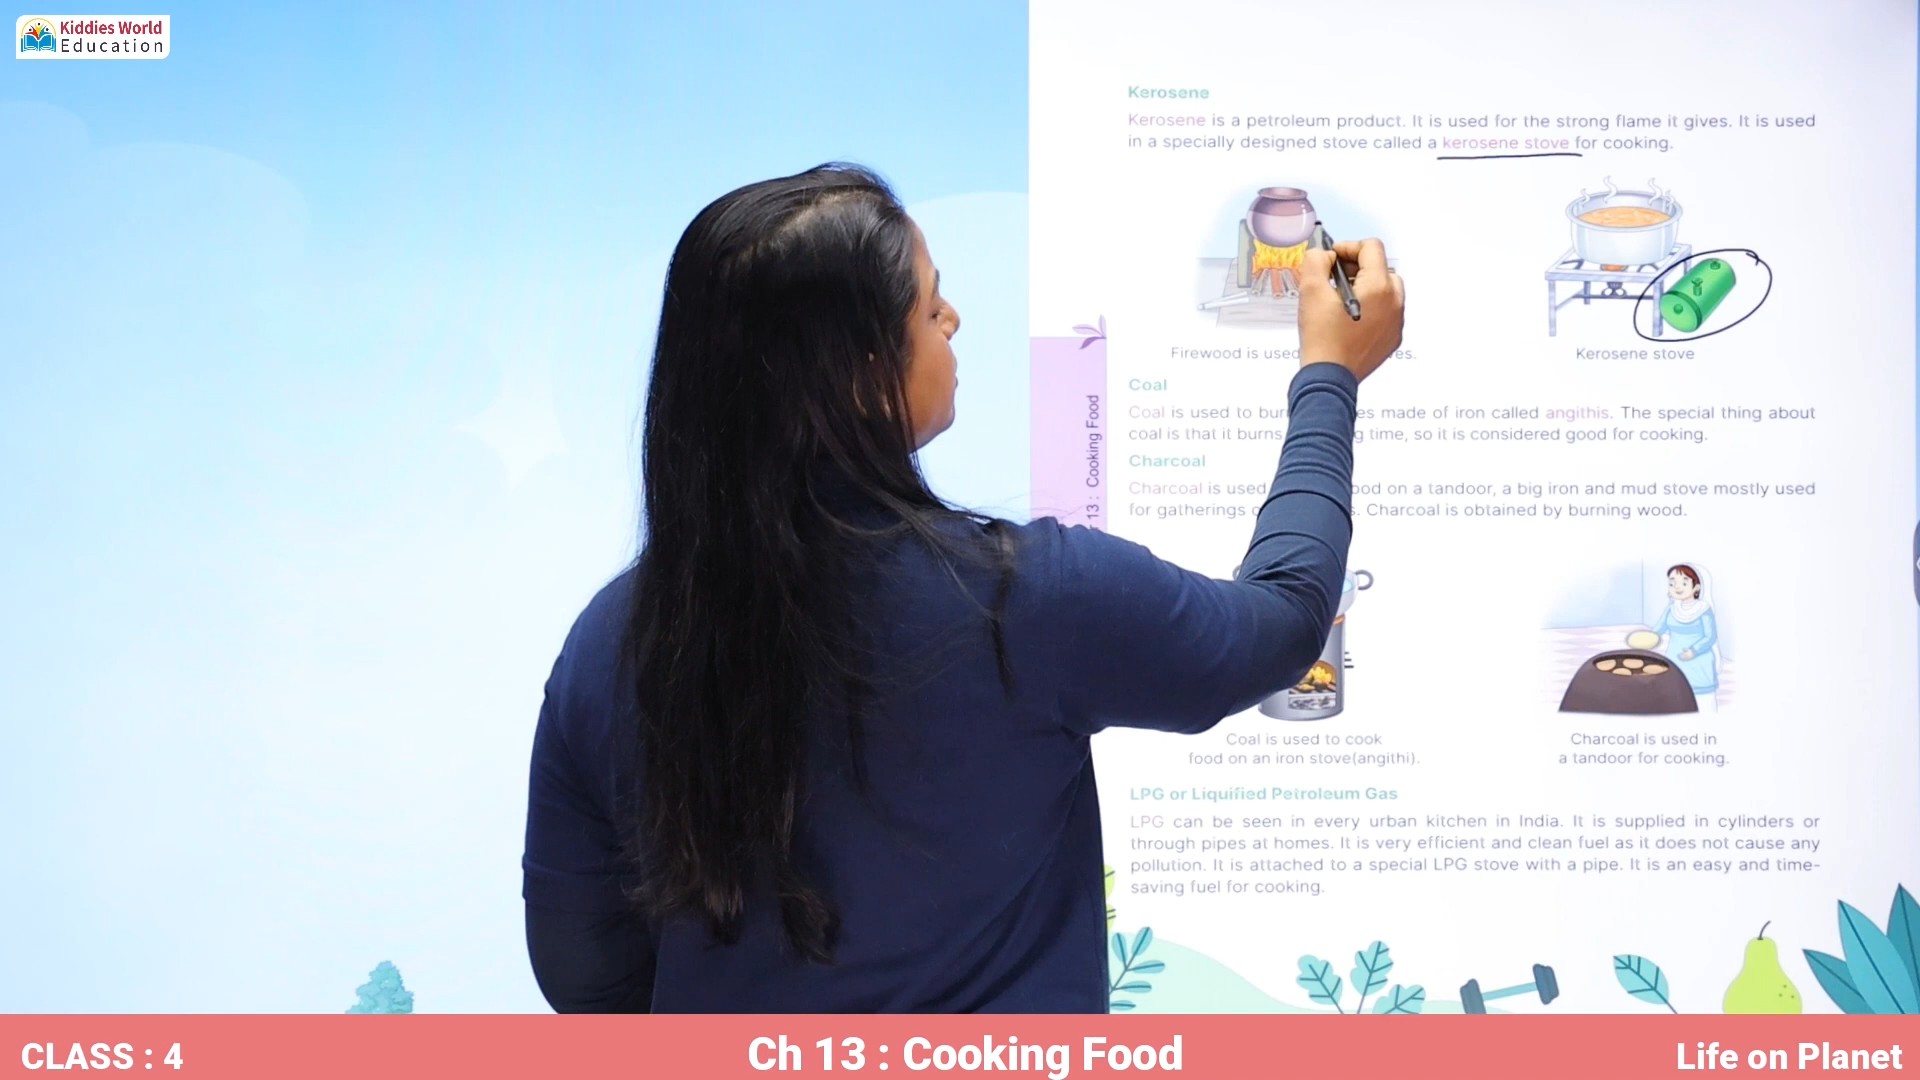 Kiddies World
Education
Kerosene
Kerosene is a petroleum product. It is used for the strong flame it gives. It is used
in a specially designed stove called a kerosene stove for cooking.
Firewood is used
Kerosene stove
Coal
Coal is used to burn made of iron called angithis. The special thing about
coal is that it burns time, so it is considered good for cooking.
Charcoal
Charcoal is used on a tandoor, a big iron and mud stove mostly used
for gatherings Charcoal is obtained by burning wood.
13 : Cooking Food
Coal is used to cook
food on an iron stove(angithi).
Charcoal is used in
a tandoor for cooking.
LPG or Liquified Petroleum Gas
LPG can be seen in every urban kitchen in India. It is supplied in cylinders or
through pipes at homes. It is very efficient and clean fuel as it does not cause any
pollution. It is attached to a special LPG stove with a pipe. It is an easy and time-
saving fuel for cooking.
CLASS : 4
Ch 13 : Cooking Food
Life on Planet